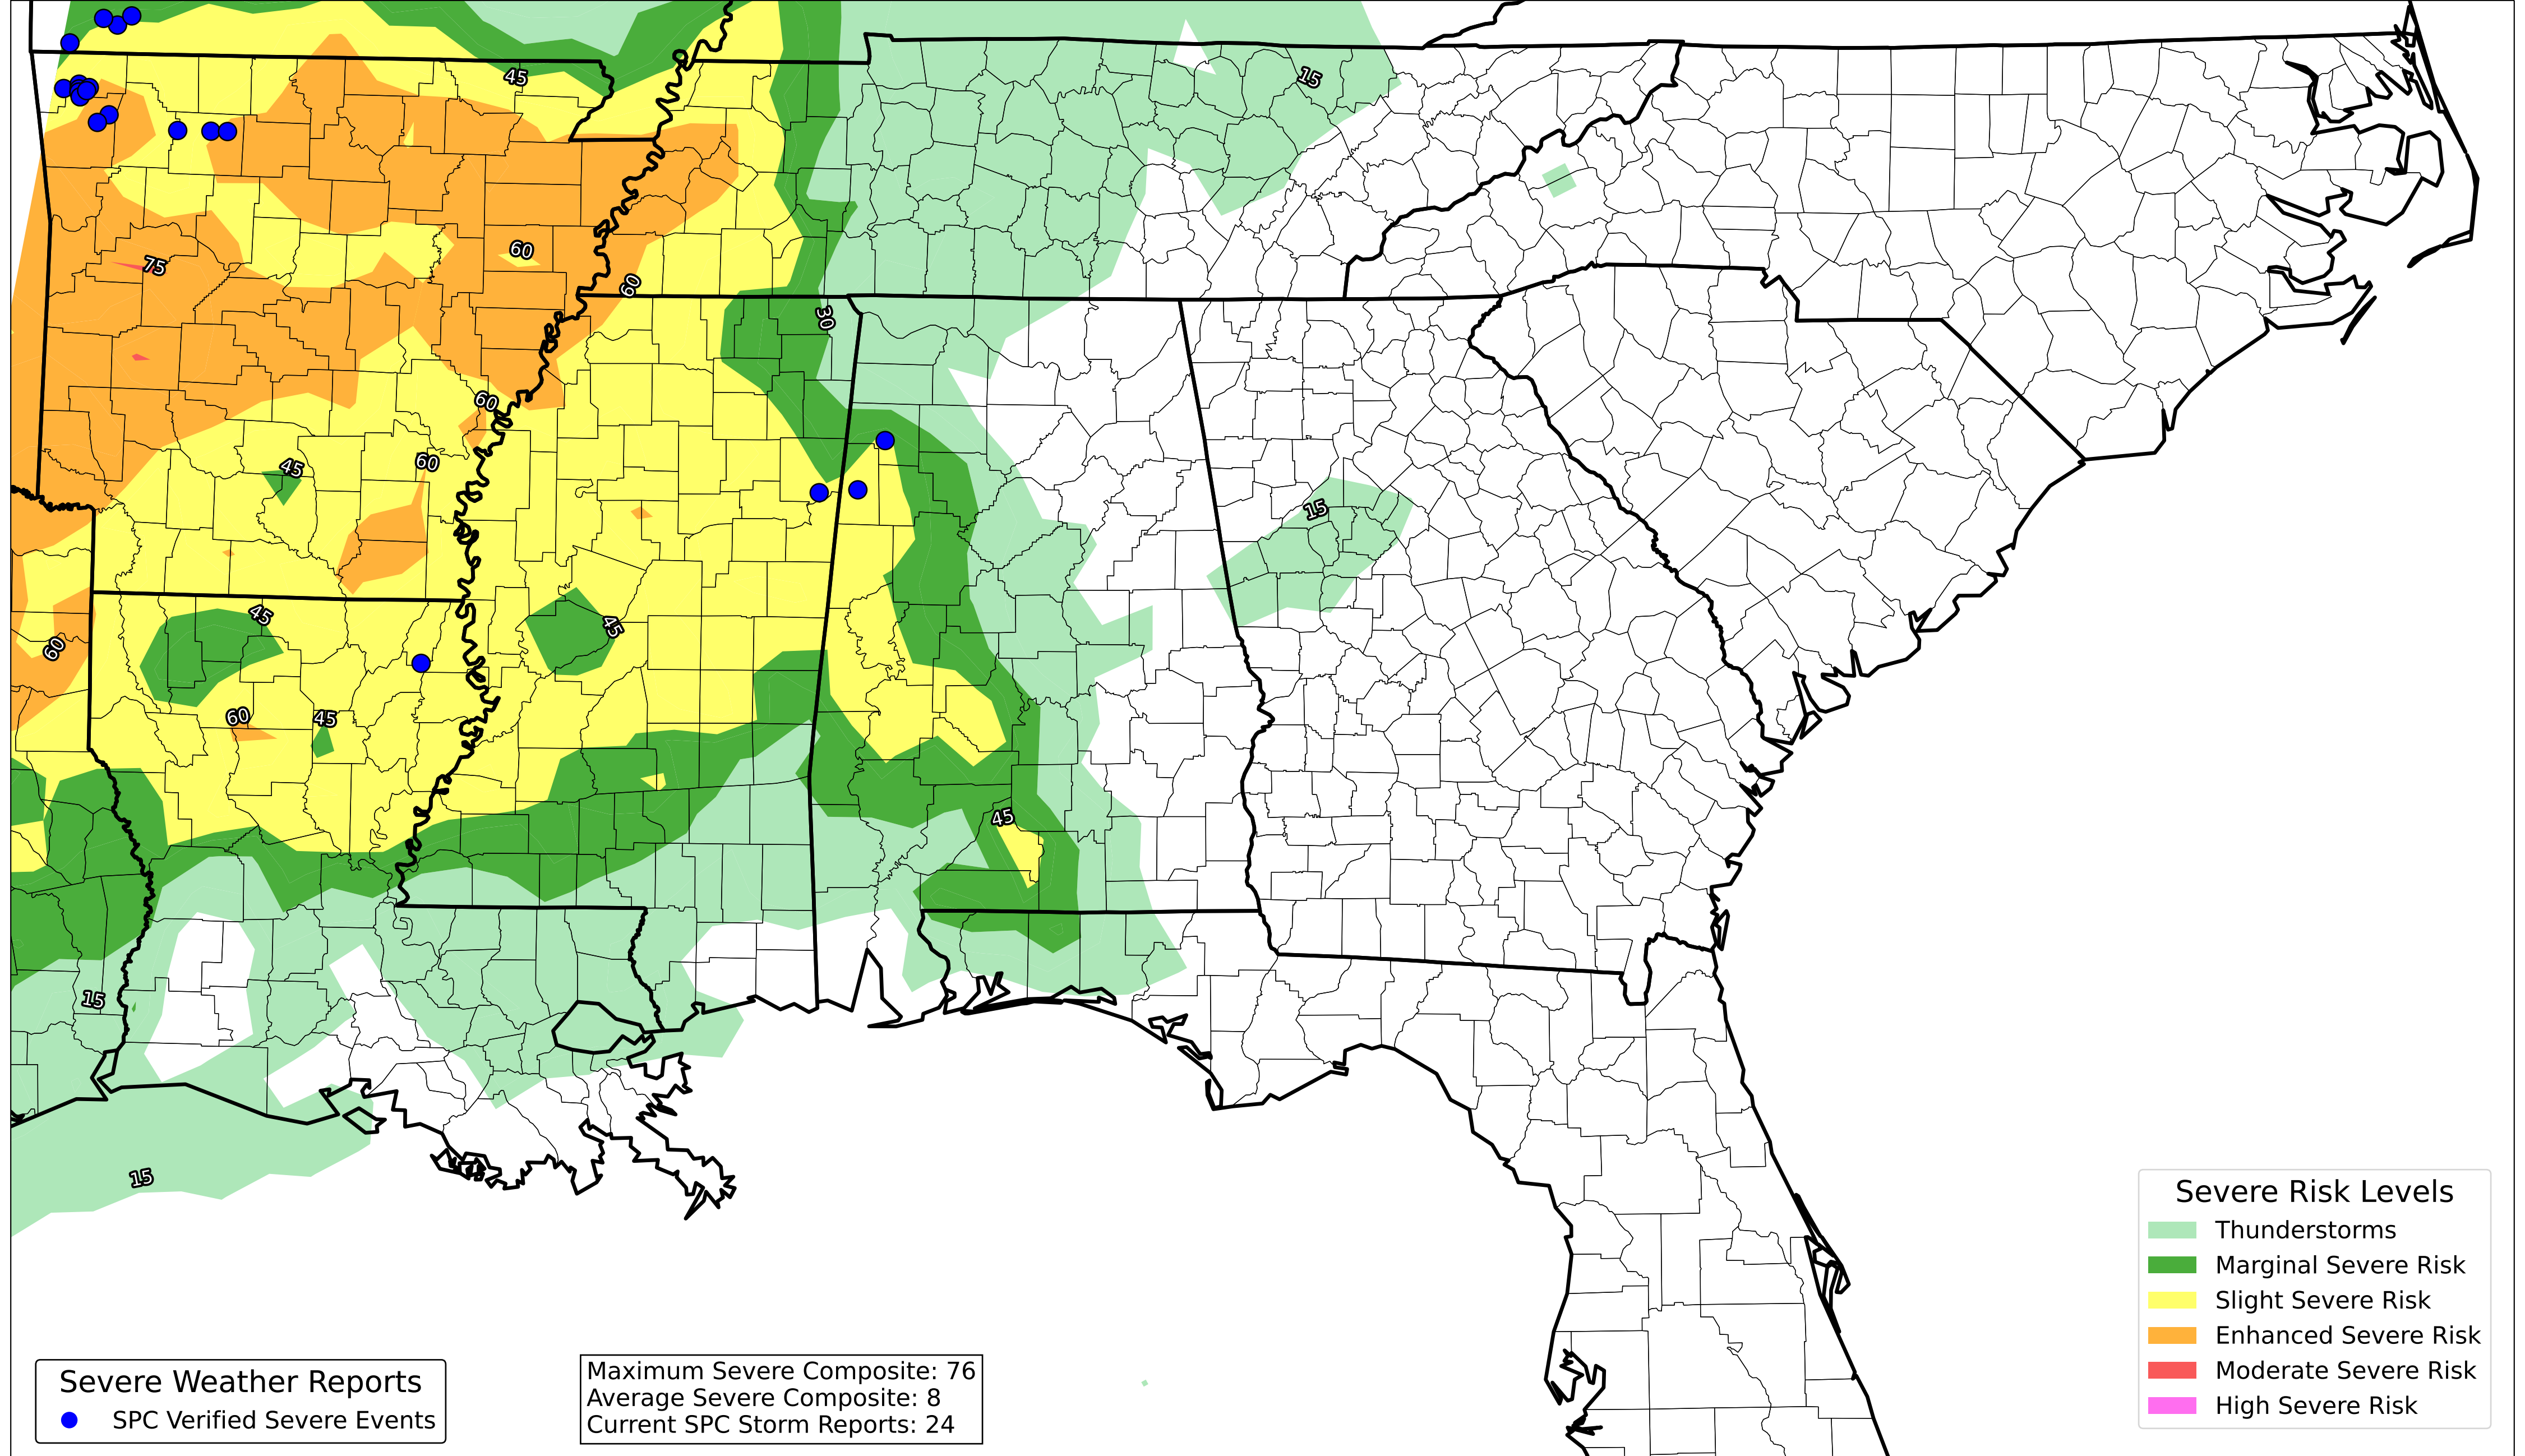 45
15
60
75
60
30
60
45
60
15
45
45
60
60
45
45
15
15
Severe Risk Levels
Thunderstorms
Marginal Severe Risk
Slight Severe Risk
Enhanced Severe Risk
Moderate Severe Risk
High Severe Risk
Severe Weather Reports
SPC Verified Severe Events
Maximum Severe Composite: 76
Average Severe Composite: 8
Current SPC Storm Reports: 24